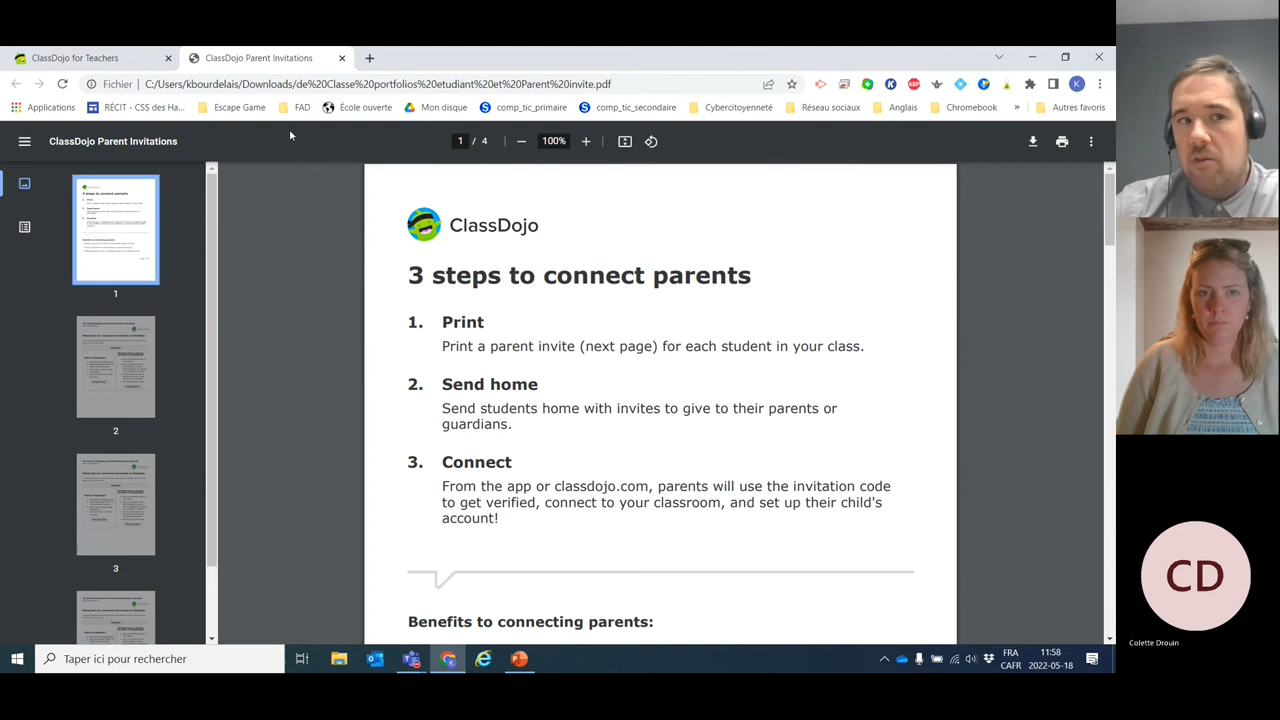 ClassDojo for Teachers
ClassDojo Parent Invitations
Fichier
C:/Users/kbourdelais/Downloads/de%20Classe%20portfolios%20etudiant%20et%20Parent%20invite.pdf
ABP
K
Applications
RÉCIT - CSS des Ha...
Escape Game
FAD
École ouverte
Mon disque
comp_tic_primaire
comp_tic_secondaire
Cybercitoyenneté
Réseau sociaux
Anglais
Chromebook
»
Autres favoris
ClassDojo Parent Invitations
1 / 4
100%
1
2
3
ClassDojo
3 steps to connect parents
1. Print
Print a parent invite (next page) for each student in your class.
2. Send home
Send students home with invites to give to their parents or
guardians.
3. Connect
From the app or classdojo.com, parents will use the invitation code
to get verified, connect to your classroom, and set up their child's
account!
Benefits to connecting parents:
CD
Colette Drouin
Taper ici pour rechercher
FRA
CAFR
11:58
2022-05-18